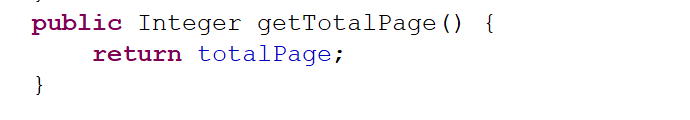 public Integer getTotalPage() {
    return totalPage;
}